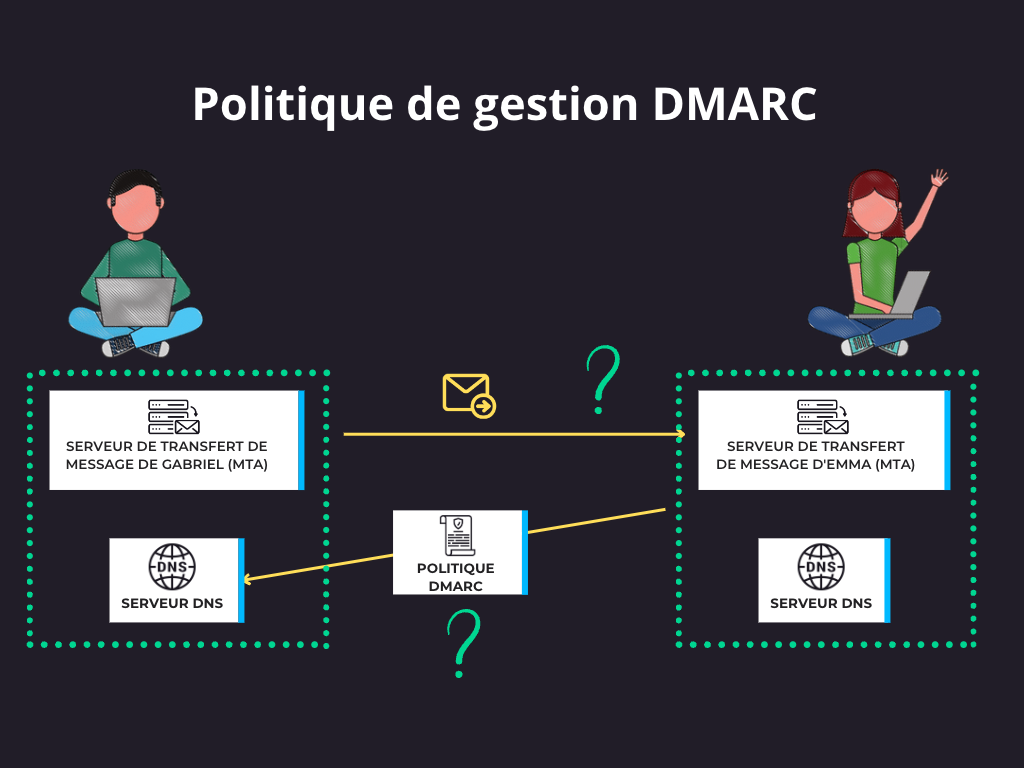 Politique de gestion DMARC
?
SERVEUR DE TRANSFERT DE
MESSAGE DE GABRIEL (MTA)
SERVEUR DE TRANSFERT
DE MESSAGE D'EMMA (MTA)
DNS
SERVEUR DNS
POLITIQUE
DMARC
DNS
SERVEUR DNS
?